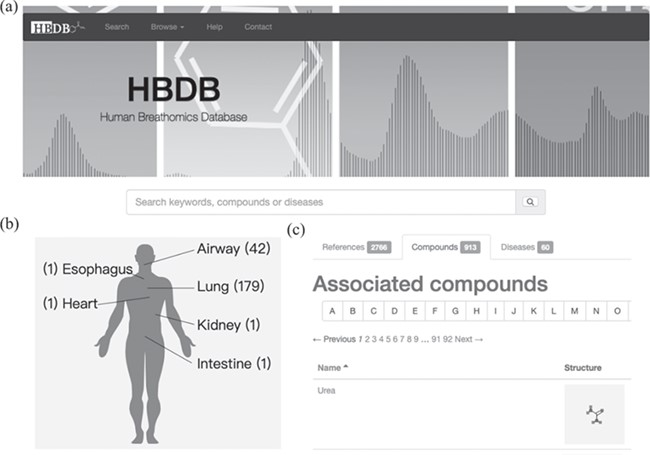 (a)
HBDB
Search
Browse
Help
Contact
HBDB
Human Breathomics Database
Search keywords, compounds or diseases
(b)
Airway (42)
(1) Esophagus
Lung (179)
(1) Heart
Kidney (1)
Intestine (1)
(c)
References 2766
Compounds 913
Diseases 60
Associated compounds
A B C D E F G H I J K L M N O
← Previous 1 2 3 4 5 6 7 8 9 ... 91 92 Next →
Name
Structure
Urea